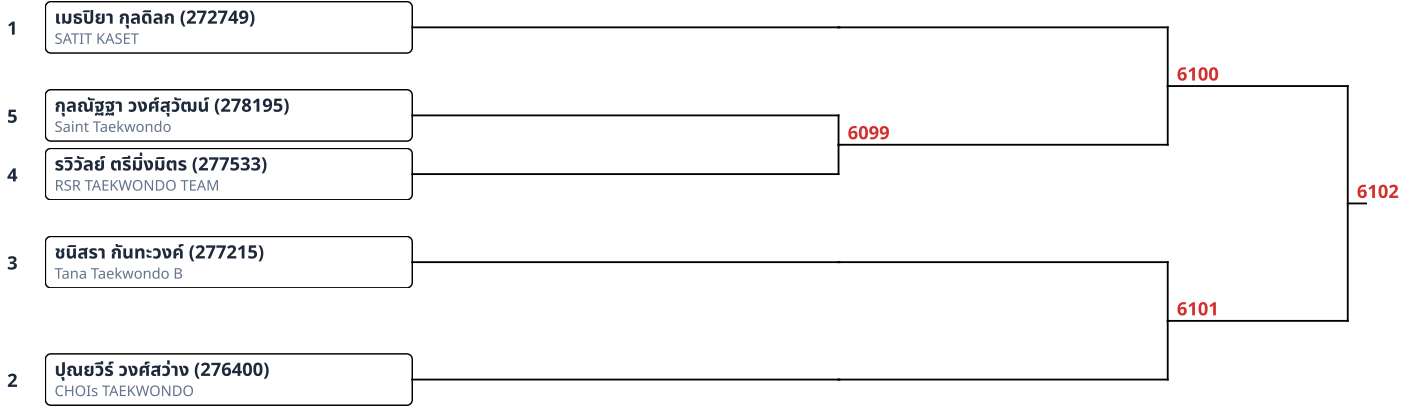 1
เมธปิยา กุลดิลก (272749)
SATIT KASET
5
กุลณัฐฐา วงศ์สุวัฒน์ (278195)
Saint Taekwondo
4
รวิวัลย์ ตรีมิ่งมิตร (277533)
RSR TAEKWONDO TEAM
3
ชนิสรา กันทะวงค์ (277215)
Tana Taekwondo B
2
ปุณยวีร์ วงศ์สว่าง (276400)
CHOIs TAEKWONDO
6099
6100
6101
6102